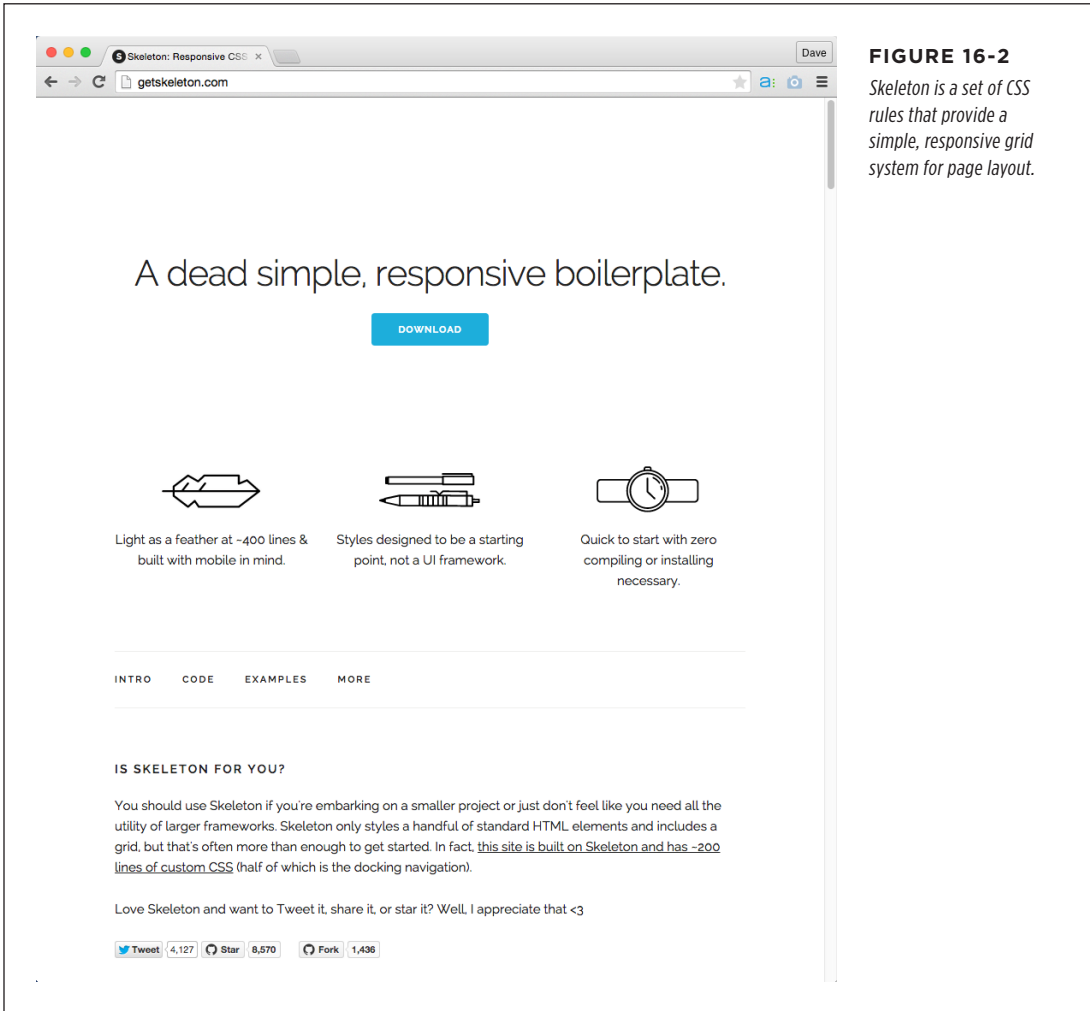 Skeleton: Responsive CSS
Dave
getskeleton.com
FIGURE 16-2
Skeleton is a set of CSS
rules that provide a
simple, responsive grid
system for page layout.
A dead simple, responsive boilerplate.
DOWNLOAD
Light as a feather at ~400 lines &
built with mobile in mind.
Styles designed to be a starting
point, not a UI framework.
Quick to start with zero
compiling or installing
necessary.
INTRO CODE EXAMPLES MORE
IS SKELETON FOR YOU?
You should use Skeleton if you're embarking on a smaller project or just don't feel like you need all the
utility of larger frameworks. Skeleton only styles a handful of standard HTML elements and includes a
grid, but that's often more than enough to get started. In fact, this site is built on Skeleton and has ~200
lines of custom CSS (half of which is the docking navigation).
Love Skeleton and want to Tweet it, share it, or star it? Well, I appreciate that <3
Tweet 4,127 Star 8,570 Fork 1,436